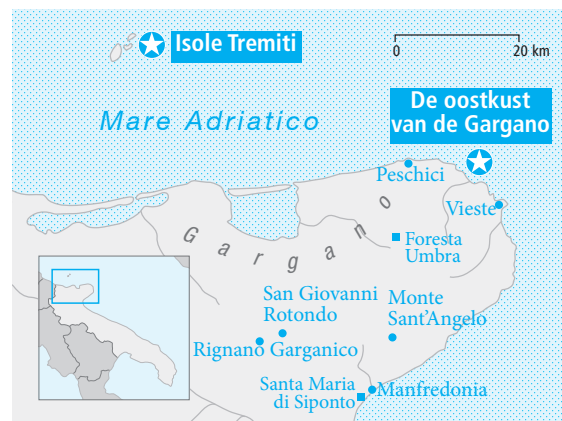 Isole Tremiti
0 20 km
De oostkust
van de Gargano
Mare Adriatico
Peschici
Vieste
Gargano
Foresta
Umbra
San Giovanni
Rotondo
Monte
Sant'Angelo
Rignano Garganico
Santa Maria
di Siponto
Manfredonia